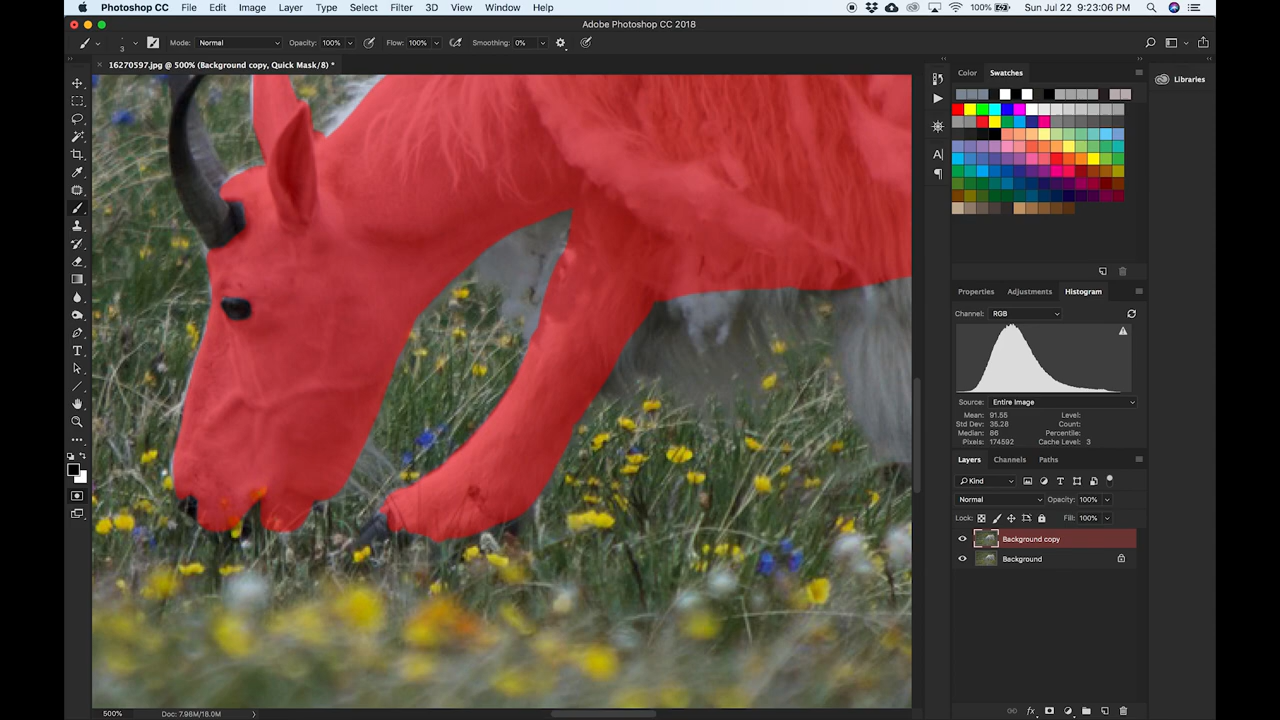 Photoshop CC File Edit Image Layer Type Select Filter 3D View Window Help 100% Sun Jul 22 9:23:06 PM
Adobe Photoshop CC 2018
3 Mode: Normal Opacity: 100% Flow: 100% Smoothing: 0%
× 16270597.jpg @ 500% (Background copy, Quick Mask/8) *
Color Swatches
Libraries
Properties Adjustments Histogram
Channel: RGB
Source: Entire Image
Mean: 91.55 Level:
Std Dev: 35.28 Count:
Median: 86 Percentile:
Pixels: 174592 Cache Level: 3
Layers Channels Paths
Kind
Normal Opacity: 100%
Lock: Fill: 100%
Background copy
Background
500% Doc: 7.98M/18.0M